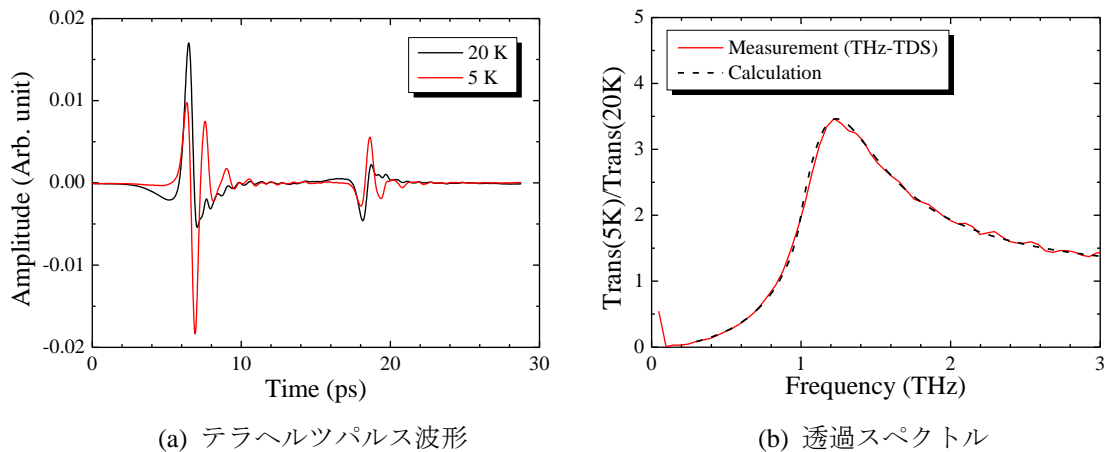 0.02
0.01
0.00
-0.01
-0.02
Amplitude (Arb. unit)
20 K
5 K
0 10 20 30
Time (ps)
(a) テラヘルツパルス波形
5
4
3
2
1
0
Trans(5K)/Trans(20K)
Measurement (THz-TDS)
Calculation
0 1 2 3
Frequency (THz)
(b) 透過スペクトル